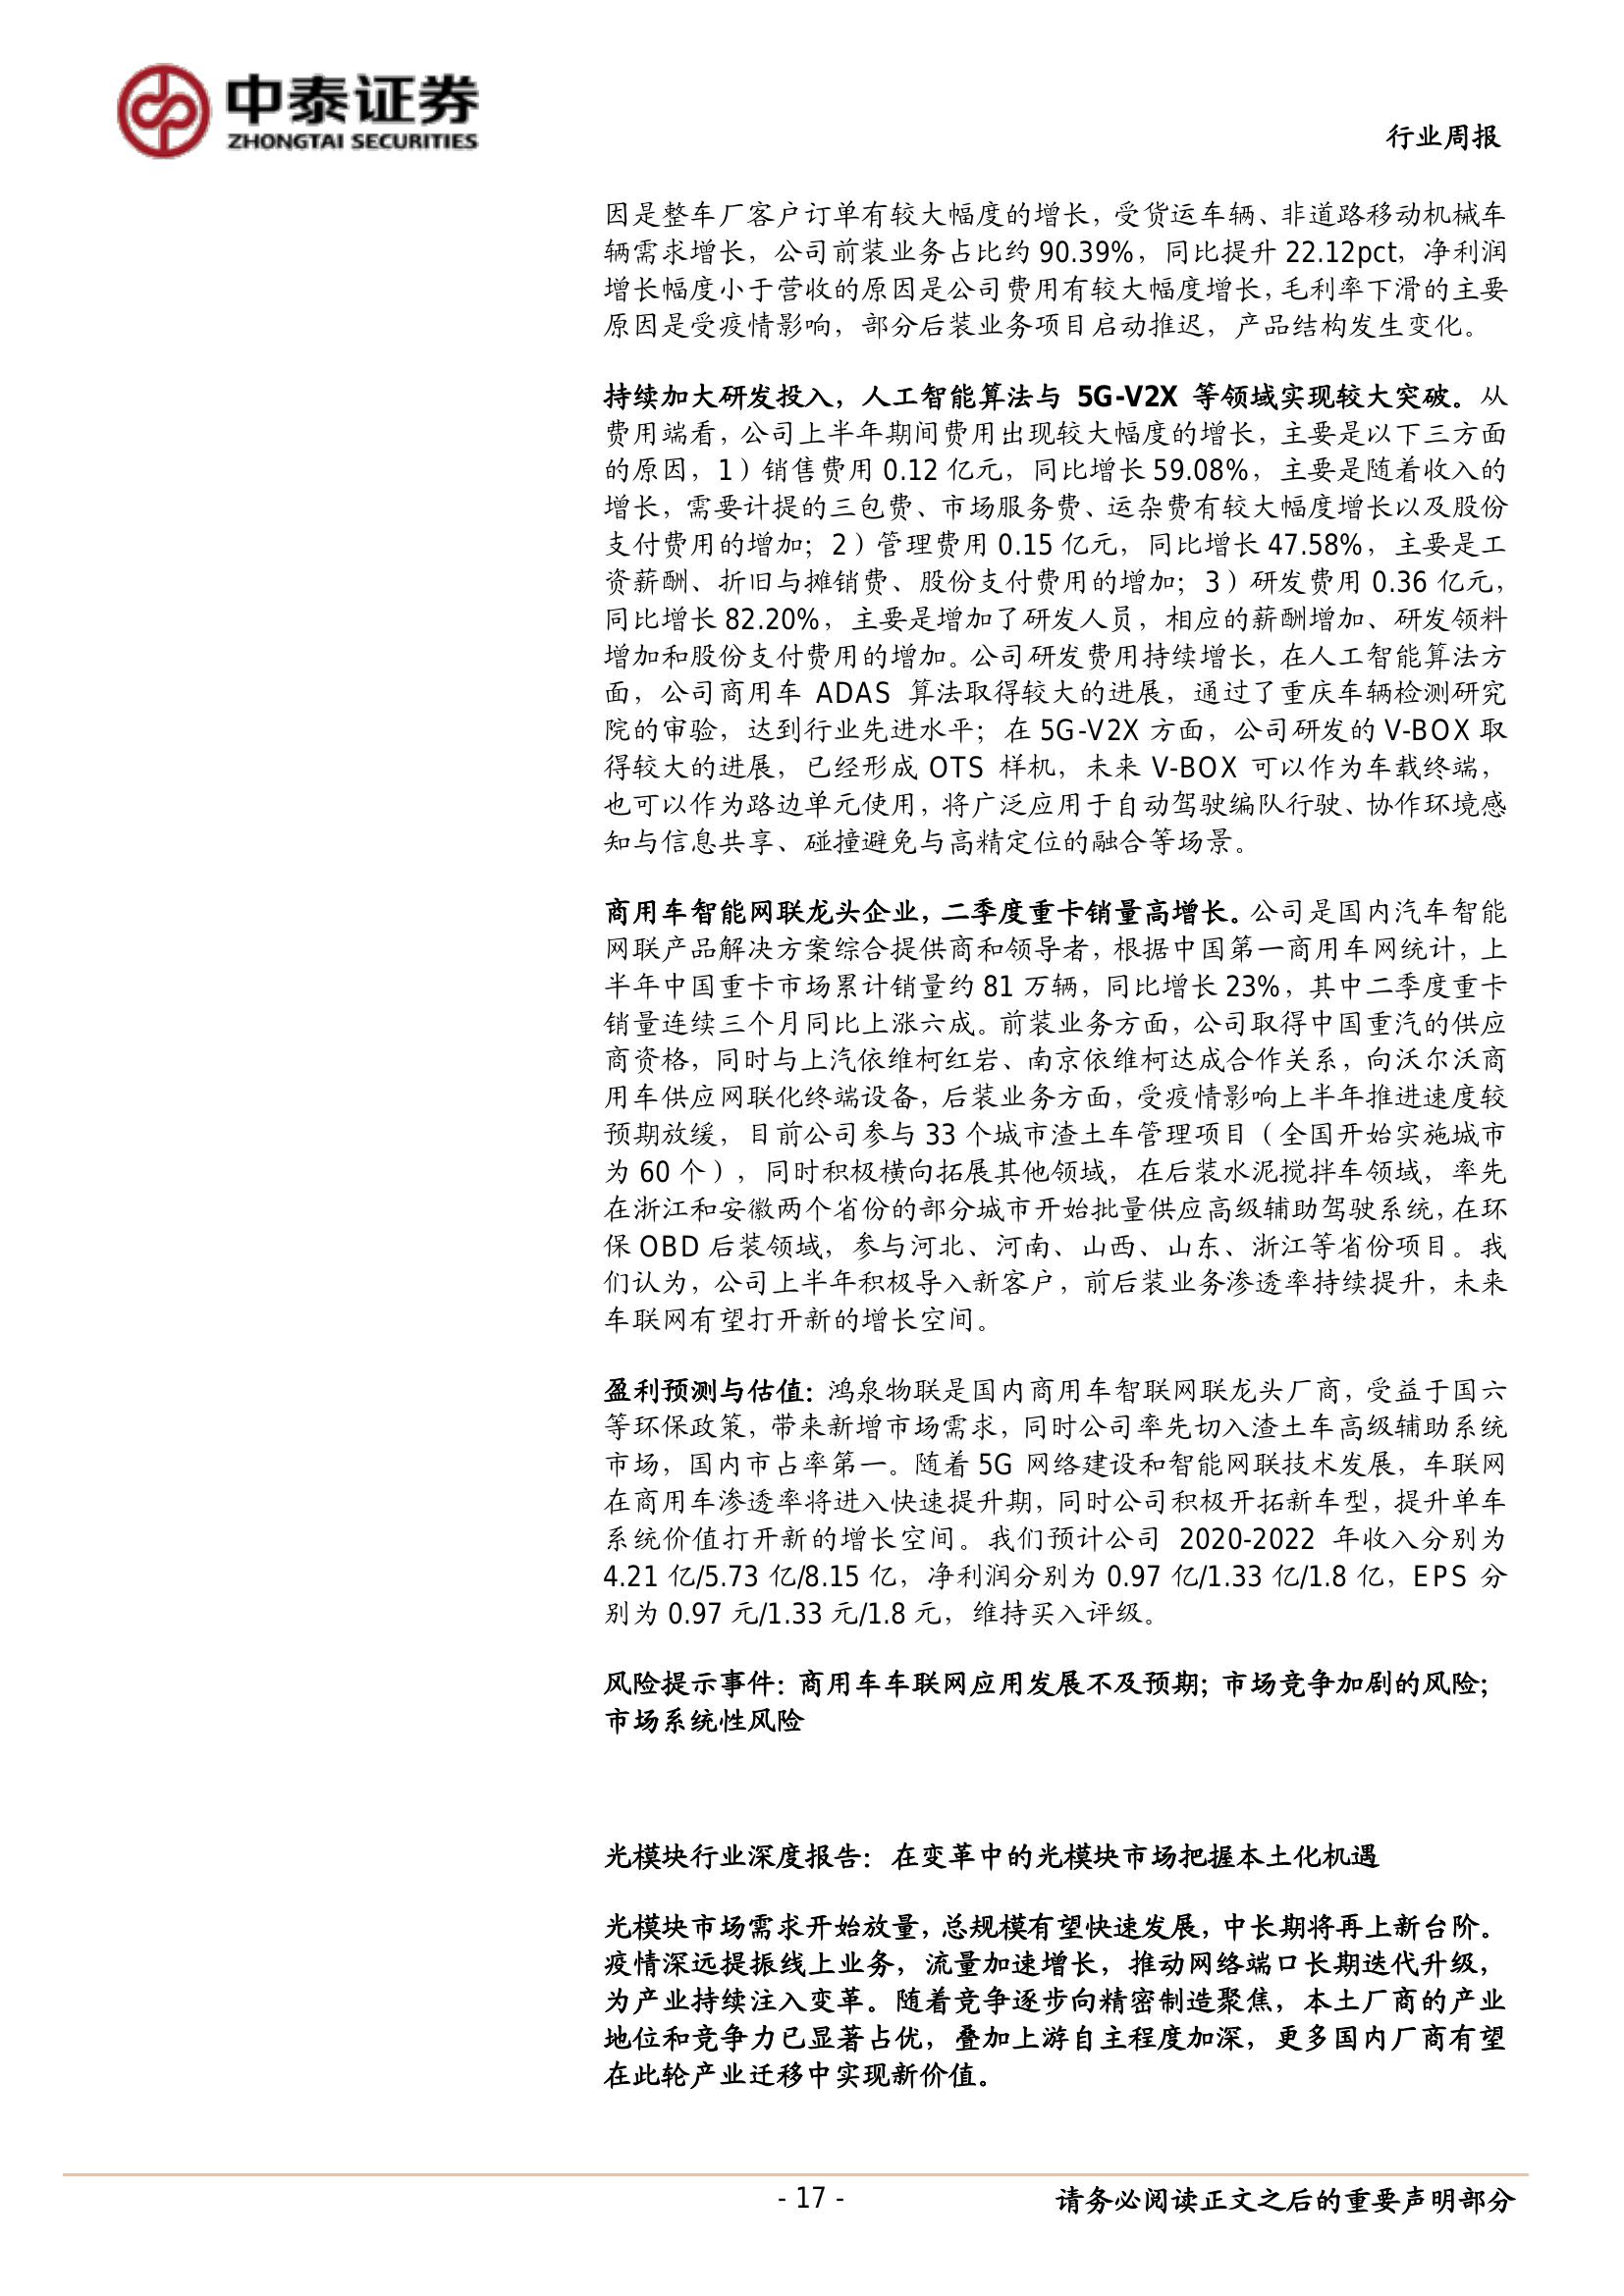 中泰证券
ZHONGTAI SECURITIES
行业周报
因是整车厂客户订单有较大幅度的增长，受货运车辆、非道路移动机械车
辆需求增长，公司前装业务占比约 90.39%，同比提升 22.12pct，净利润
增长幅度小于营收的原因是公司费用有较大幅度增长，毛利率下滑的主要
原因是受疫情影响，部分后装业务项目启动推迟，产品结构发生变化。
持续加大研发投入，人工智能算法与 5G-V2X 等领域实现较大突破。从
费用端看，公司上半年期间费用出现较大幅度的增长，主要是以下三方面
的原因，1）销售费用 0.12 亿元，同比增长 59.08%，主要是随着收入的
增长，需要计提的三包费、市场服务费、运杂费有较大幅度增长以及股份
支付费用的增加；2）管理费用 0.15 亿元，同比增长 47.58%，主要是工
资薪酬、折旧与摊销费、股份支付费用的增加；3）研发费用 0.36 亿元，
同比增长 82.20%，主要是增加了研发人员，相应的薪酬增加、研发领料
增加和股份支付费用的增加。公司研发费用持续增长，在人工智能算法方
面，公司商用车 ADAS 算法取得较大的进展，通过了重庆车辆检测研究
院的审验，达到行业先进水平；在 5G-V2X 方面，公司研发的 V-BOX 取
得较大的进展，已经形成 OTS 样机，未来 V-BOX 可以作为车载终端，
也可以作为路边单元使用，将广泛应用于自动驾驶编队行驶、协作环境感
知与信息共享、碰撞避免与高精定位的融合等场景。
商用车智能网联龙头企业，二季度重卡销量高增长。公司是国内汽车智能
网联产品解决方案综合提供商和领导者，根据中国第一商用车网统计，上
半年中国重卡市场累计销量约 81 万辆，同比增长 23%，其中二季度重卡
销量连续三个月同比上涨六成。前装业务方面，公司取得中国重汽的供应
商资格，同时与上汽依维柯红岩、南京依维柯达成合作关系，向沃尔沃商
用车供应网联化终端设备，后装业务方面，受疫情影响上半年推进速度较
预期放缓，目前公司参与 33 个城市渣土车管理项目（全国开始实施城市
为 60 个），同时积极横向拓展其他领域，在后装水泥搅拌车领域，率先
在浙江和安徽两个省份的部分城市开始批量供应高级辅助驾驶系统，在环
保 OBD 后装领域，参与河北、河南、山西、山东、浙江等省份项目。我
们认为，公司上半年积极导入新客户，前后装业务渗透率持续提升，未来
车联网有望打开新的增长空间。
盈利预测与估值：鸿泉物联是国内商用车智联网联龙头厂商，受益于国六
等环保政策，带来新增市场需求，同时公司率先切入渣土车高级辅助系统
市场，国内市占率第一。随着 5G 网络建设和智能网联技术发展，车联网
在商用车渗透率将进入快速提升期，同时公司积极开拓新车型，提升单车
系统价值打开新的增长空间。我们预计公司 2020-2022 年收入分别为
4.21 亿/5.73 亿/8.15 亿，净利润分别为 0.97 亿/1.33 亿/1.8 亿，EPS 分
别为 0.97 元/1.33 元/1.8 元，维持买入评级。
风险提示事件：商用车车联网应用发展不及预期；市场竞争加剧的风险；
市场系统性风险
光模块行业深度报告：在变革中的光模块市场把握本土化机遇
光模块市场需求开始放量，总规模有望快速发展，中长期将再上新台阶。
疫情深远提振线上业务，流量加速增长，推动网络端口长期迭代升级，
为产业持续注入变革。随着竞争逐步向精密制造聚焦，本土厂商的产业
地位和竞争力已显著占优，叠加上游自主程度加深，更多国内厂商有望
在此轮产业迁移中实现新价值。
- 17 -
请务必阅读正文之后的重要声明部分